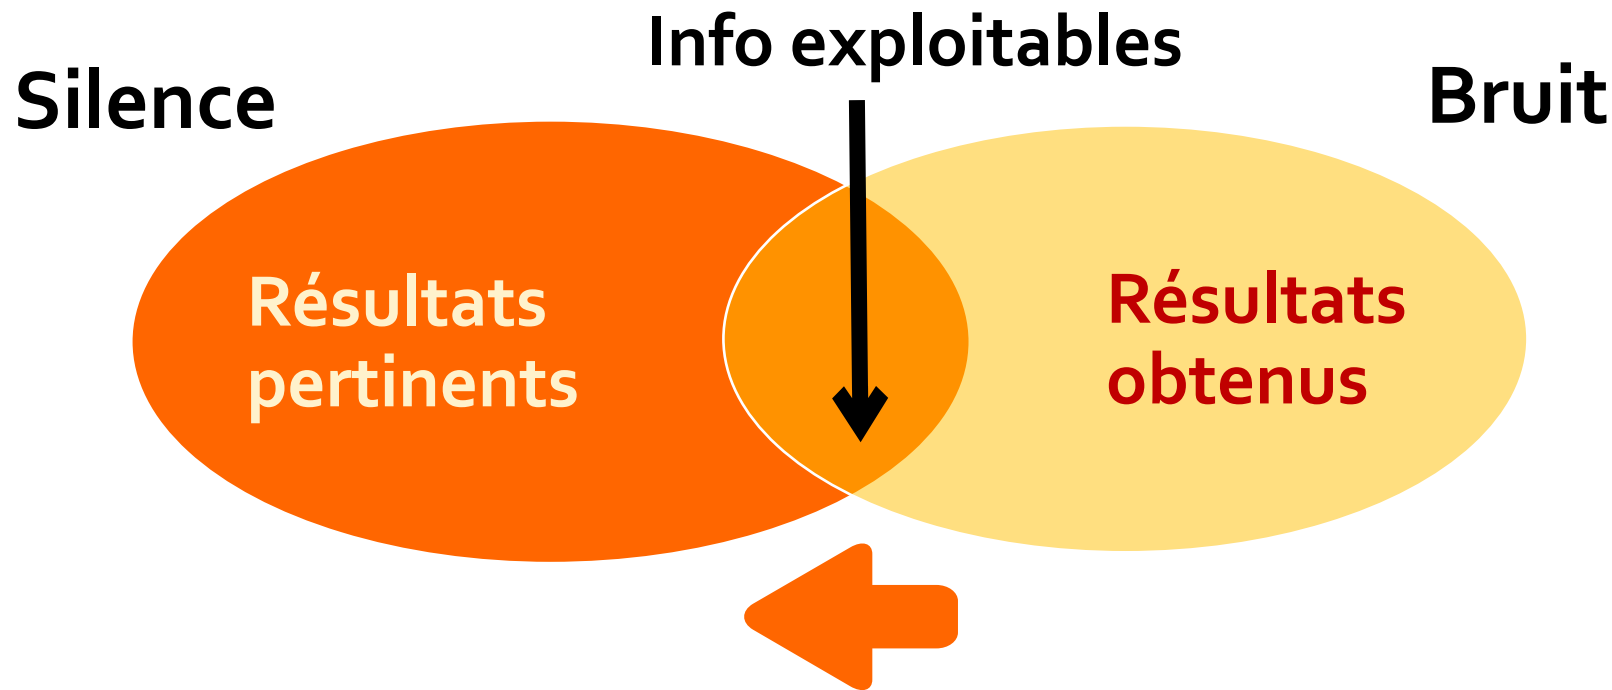 Info exploitables
Silence
Bruit
Résultats
pertinents
Résultats
obtenus